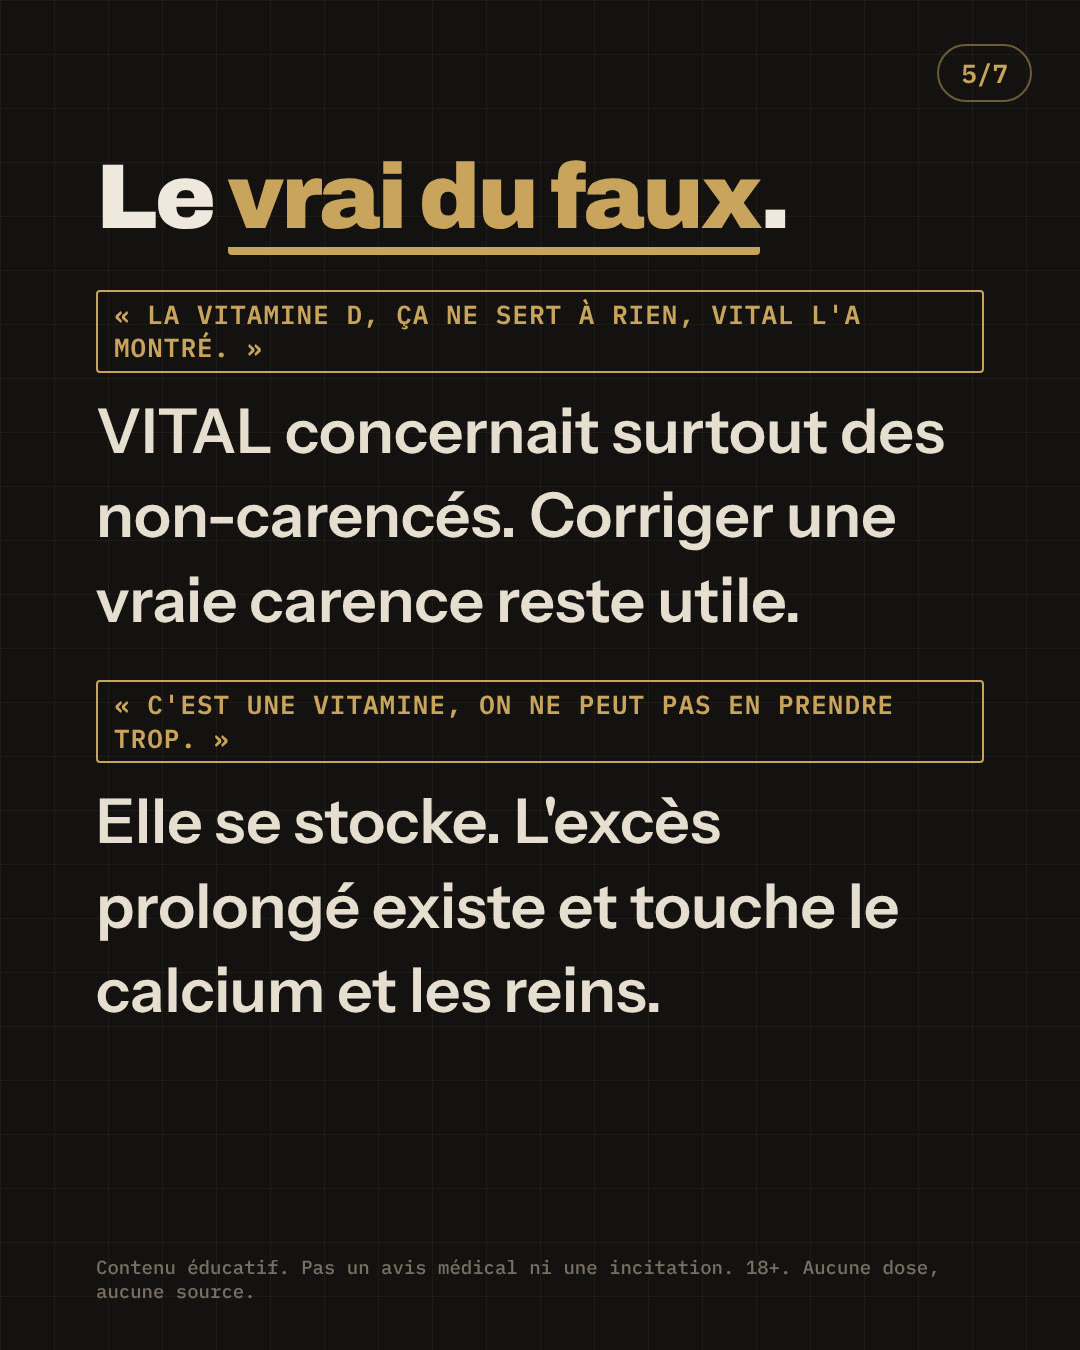 5/7
Le vrai du faux.
« LA VITAMINE D, ÇA NE SERT À RIEN, VITAL L'A
MONTRÉ. »
VITAL concernait surtout des
non-carencés. Corriger une
vraie carence reste utile.
« C'EST UNE VITAMINE, ON NE PEUT PAS EN PRENDRE
TROP. »
Elle se stocke. L'excès
prolongé existe et touche le
calcium et les reins.
Contenu éducatif. Pas un avis médical ni une incitation. 18+. Aucune dose,
aucune source.